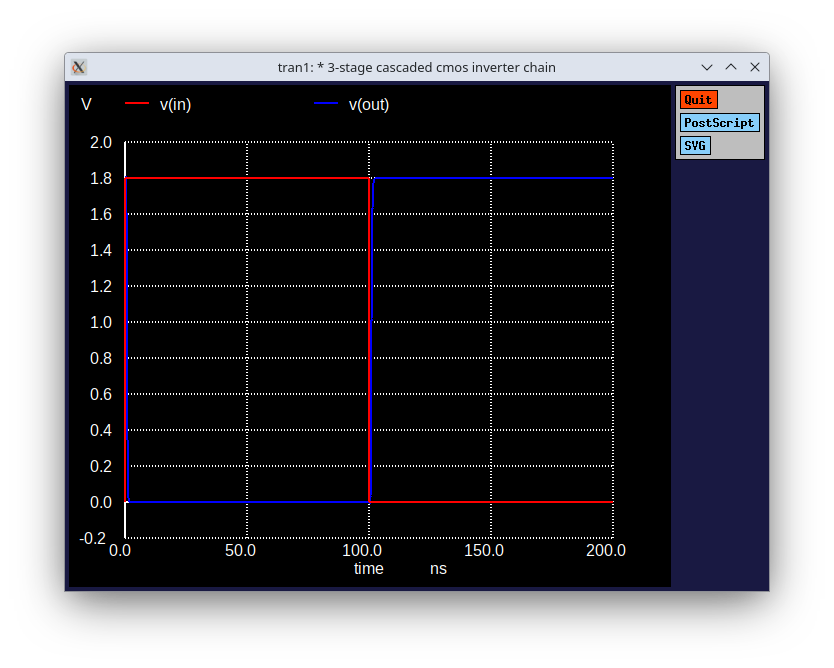 tran1: * 3-stage cascaded cmos inverter chain
Quit
PostScript
SVG
V v(in) v(out)
2.0
1.8
1.6
1.4
1.2
1.0
0.8
0.6
0.4
0.2
0.0
-0.2
0.0 50.0 100.0 150.0 200.0
time ns